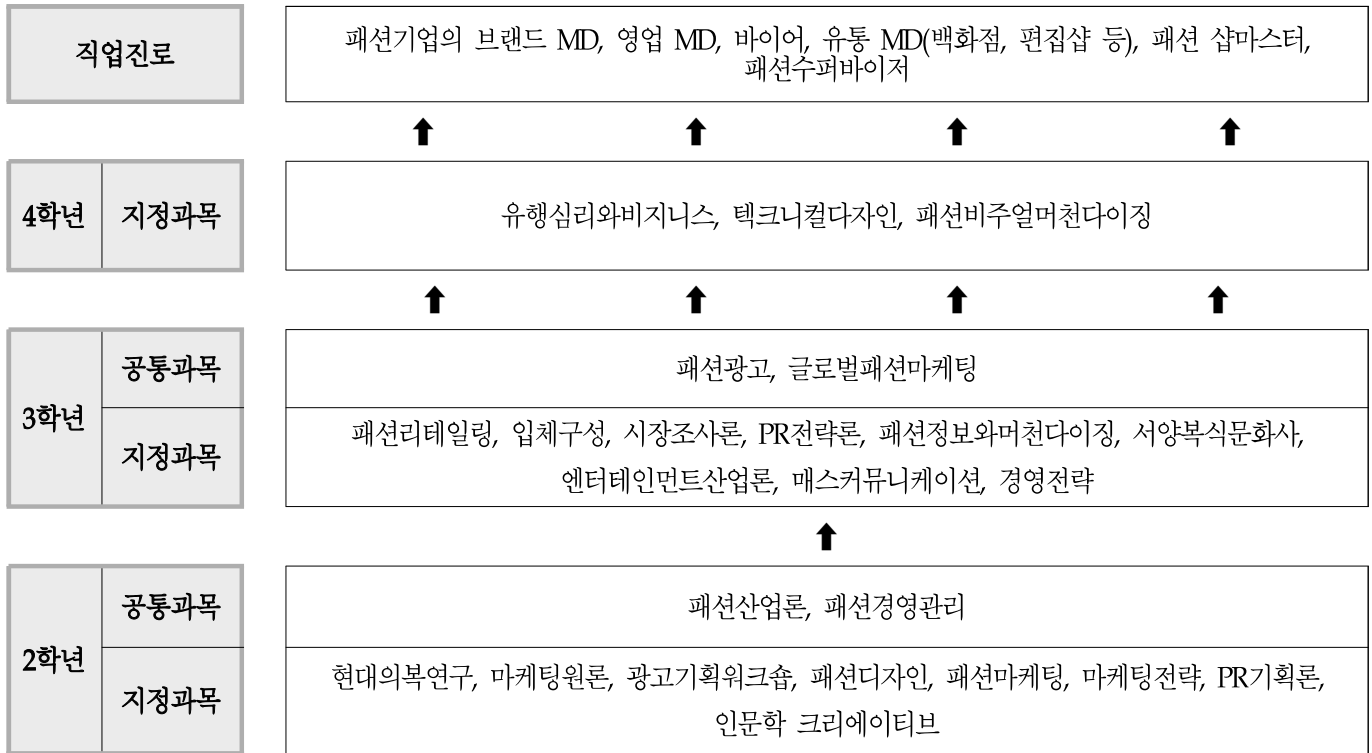 직업진로
패션기업의 브랜드 MD, 영업 MD, 바이어, 유통 MD(백화점, 편집샵 등), 패션 샵마스터,
패션수퍼바이저
4학년
지정과목
유행심리와비지니스, 텍크니컬다자인, 패션비주얼머천다이징
3학년
공통과목
패션광고, 글로벌패션마케팅
지정과목
패션리테일링, 입체구성, 시장조사론, PR전략론, 패션정보와머천다이징, 서양복식문화사,
엔터테인먼트산업론, 매스커뮤니케이션, 경영전략
2학년
공통과목
패션산업론, 패션경영관리
지정과목
현대의복연구, 마케팅원론, 광고기획워크숍, 패션디자인, 패션마케팅, 마케팅전략, PR기획론,
인문학 크리에이티브